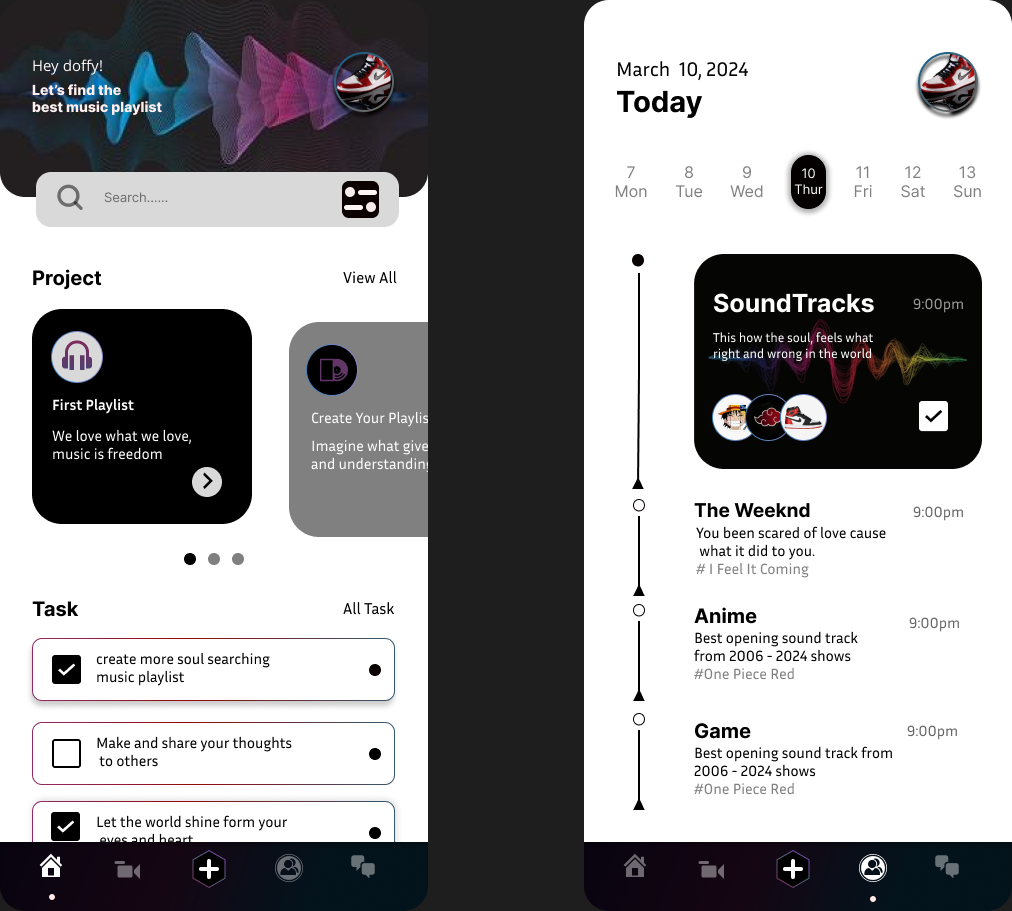 Hey doffy!
Let's find the
best music playlist
Search......
Project
View All
First Playlist
We love what we love,
music is freedom
Create Your Playlis
Imagine what give
and understanding
Task
All Task
create more soul searching
music playlist
Make and share your thoughts
to others
Let the world shine form your
eyes and heart
March 10, 2024
Today
7 8 9 10 11 12 13
Mon Tue Wed Thur Fri Sat Sun
SoundTracks
9:00pm
This how the soul, feels what
right and wrong in the world
The Weeknd
9:00pm
You been scared of love cause
what it did to you.
# I Feel It Coming
Anime
9:00pm
Best opening sound track
from 2006 - 2024 shows
#One Piece Red
Game
9:00pm
Best opening sound track from
2006 - 2024 shows
#One Piece Red